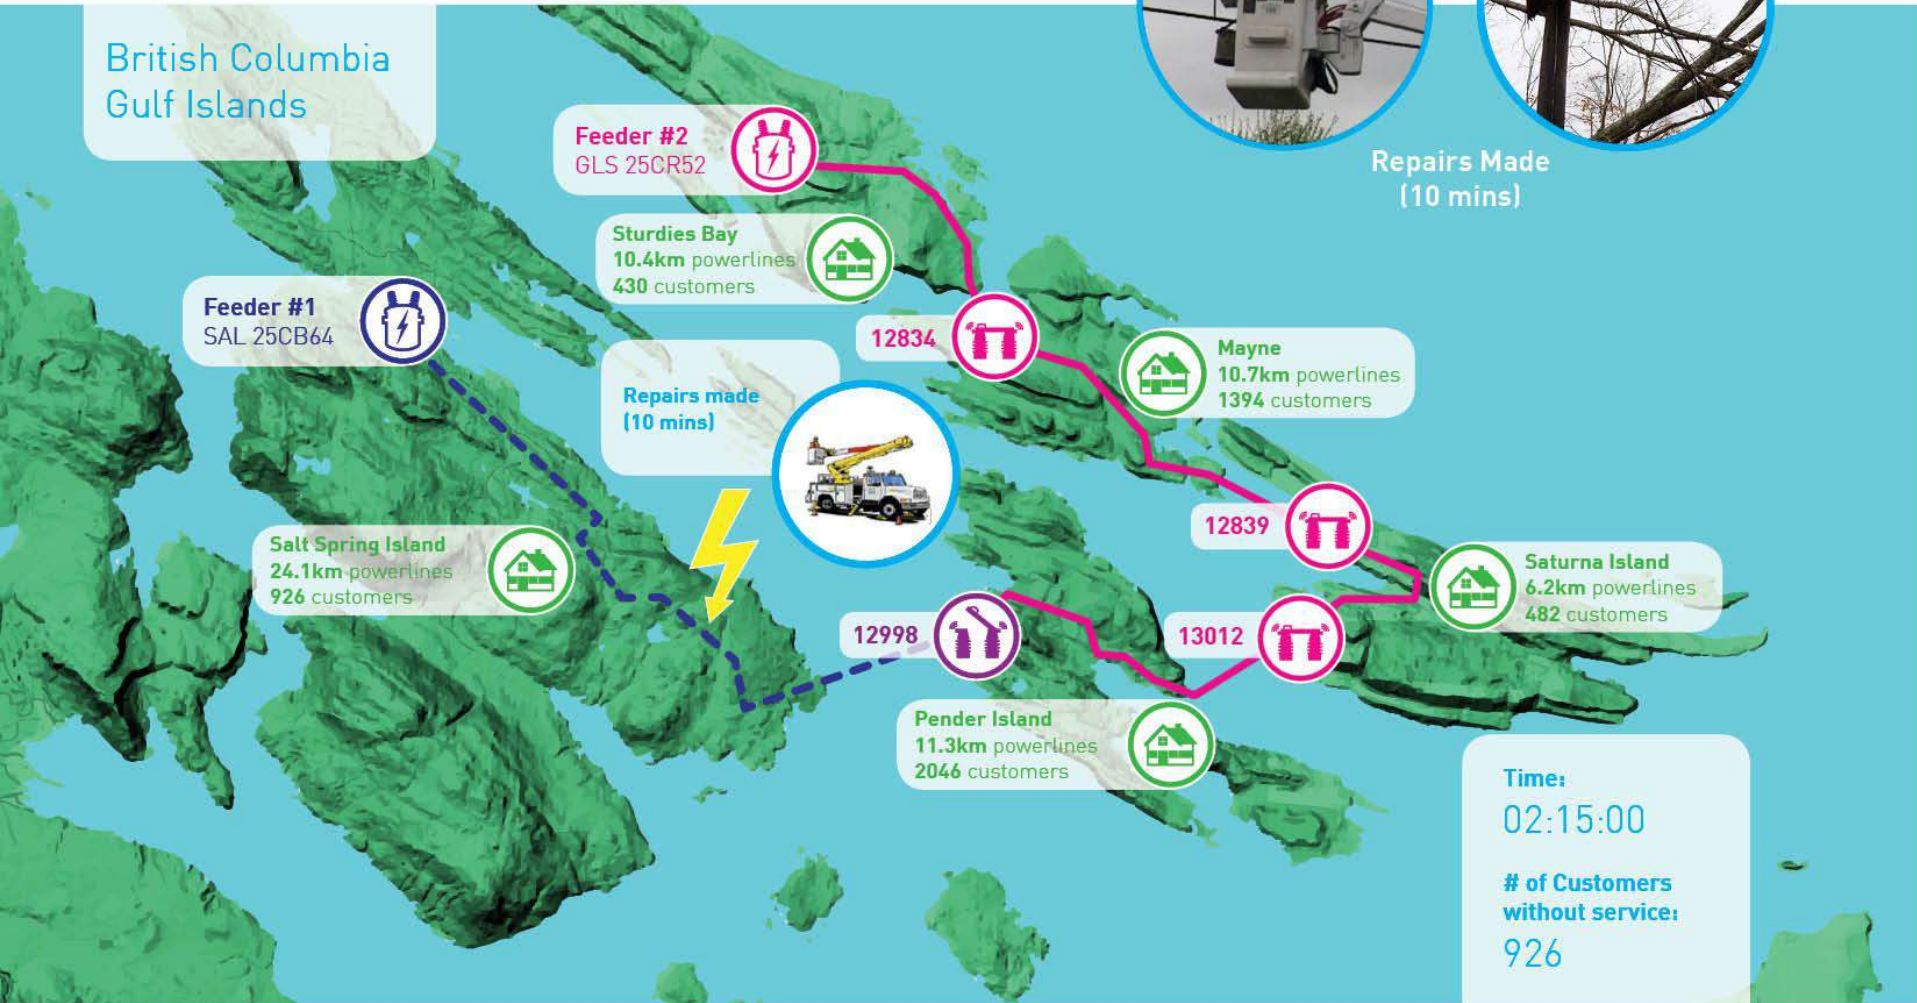 British Columbia
Gulf Islands
Repairs Made
(10 mins)
Feeder #2
GLS 25CR52
Sturdies Bay
10.4km powerlines
430 customers
Feeder #1
SAL 25CB64
12834
Mayne
10.7km powerlines
1394 customers
Repairs made
(10 mins)
12839
Salt Spring Island
24.1km powerlines
926 customers
Saturna Island
6.2km powerlines
482 customers
12998
13012
Pender Island
11.3km powerlines
2046 customers
Time:
02:15:00
# of Customers
without service:
926